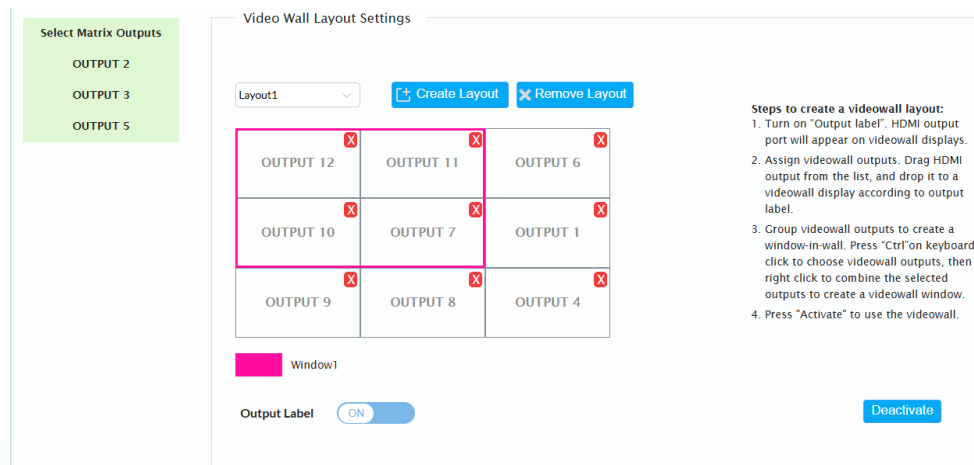 Select Matrix Outputs
OUTPUT 2
OUTPUT 3
OUTPUT 5
Video Wall Layout Settings
Layout1
Create Layout
Remove Layout
X X X
OUTPUT 12 OUTPUT 11 OUTPUT 6
X X X
OUTPUT 10 OUTPUT 7 OUTPUT 1
X X X
OUTPUT 9 OUTPUT 8 OUTPUT 4
Window1
Output Label ON
Steps to create a videowall layout:
1. Turn on "Output label". HDMI output
port will appear on videowall displays.
2. Assign videowall outputs. Drag HDMI
output from the list, and drop it to a
videowall display according to output
label.
3. Group videowall outputs to create a
window-in-wall. Press "Ctrl"on keyboard
click to choose videowall outputs, then
right click to combine the selected
outputs to create a videowall window.
4. Press "Activate" to use the videowall.
Deactivate